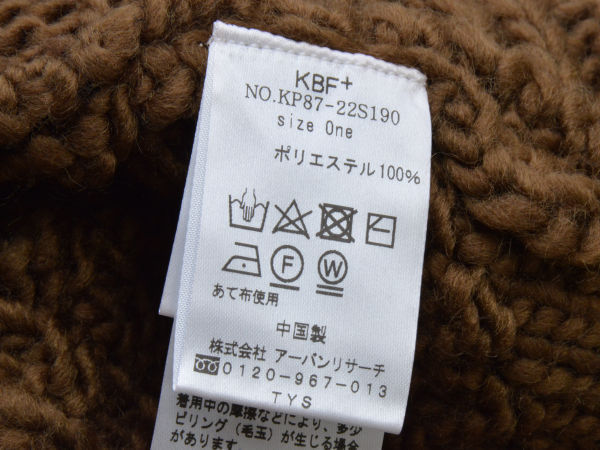 KBF+
NO.KP87-22S190
size One
ポリエステル100%
F W
あて布使用
中国製
株式会社 アーバンリサーチ
0120-967-013
TYS
着用中の摩擦などにより、多少
ピリング(毛玉)が生じる場合
があります。